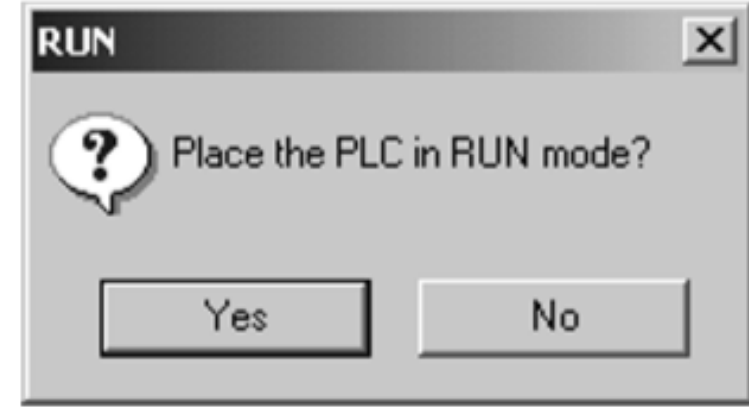 RUN
Place the PLC in RUN mode?
Yes No